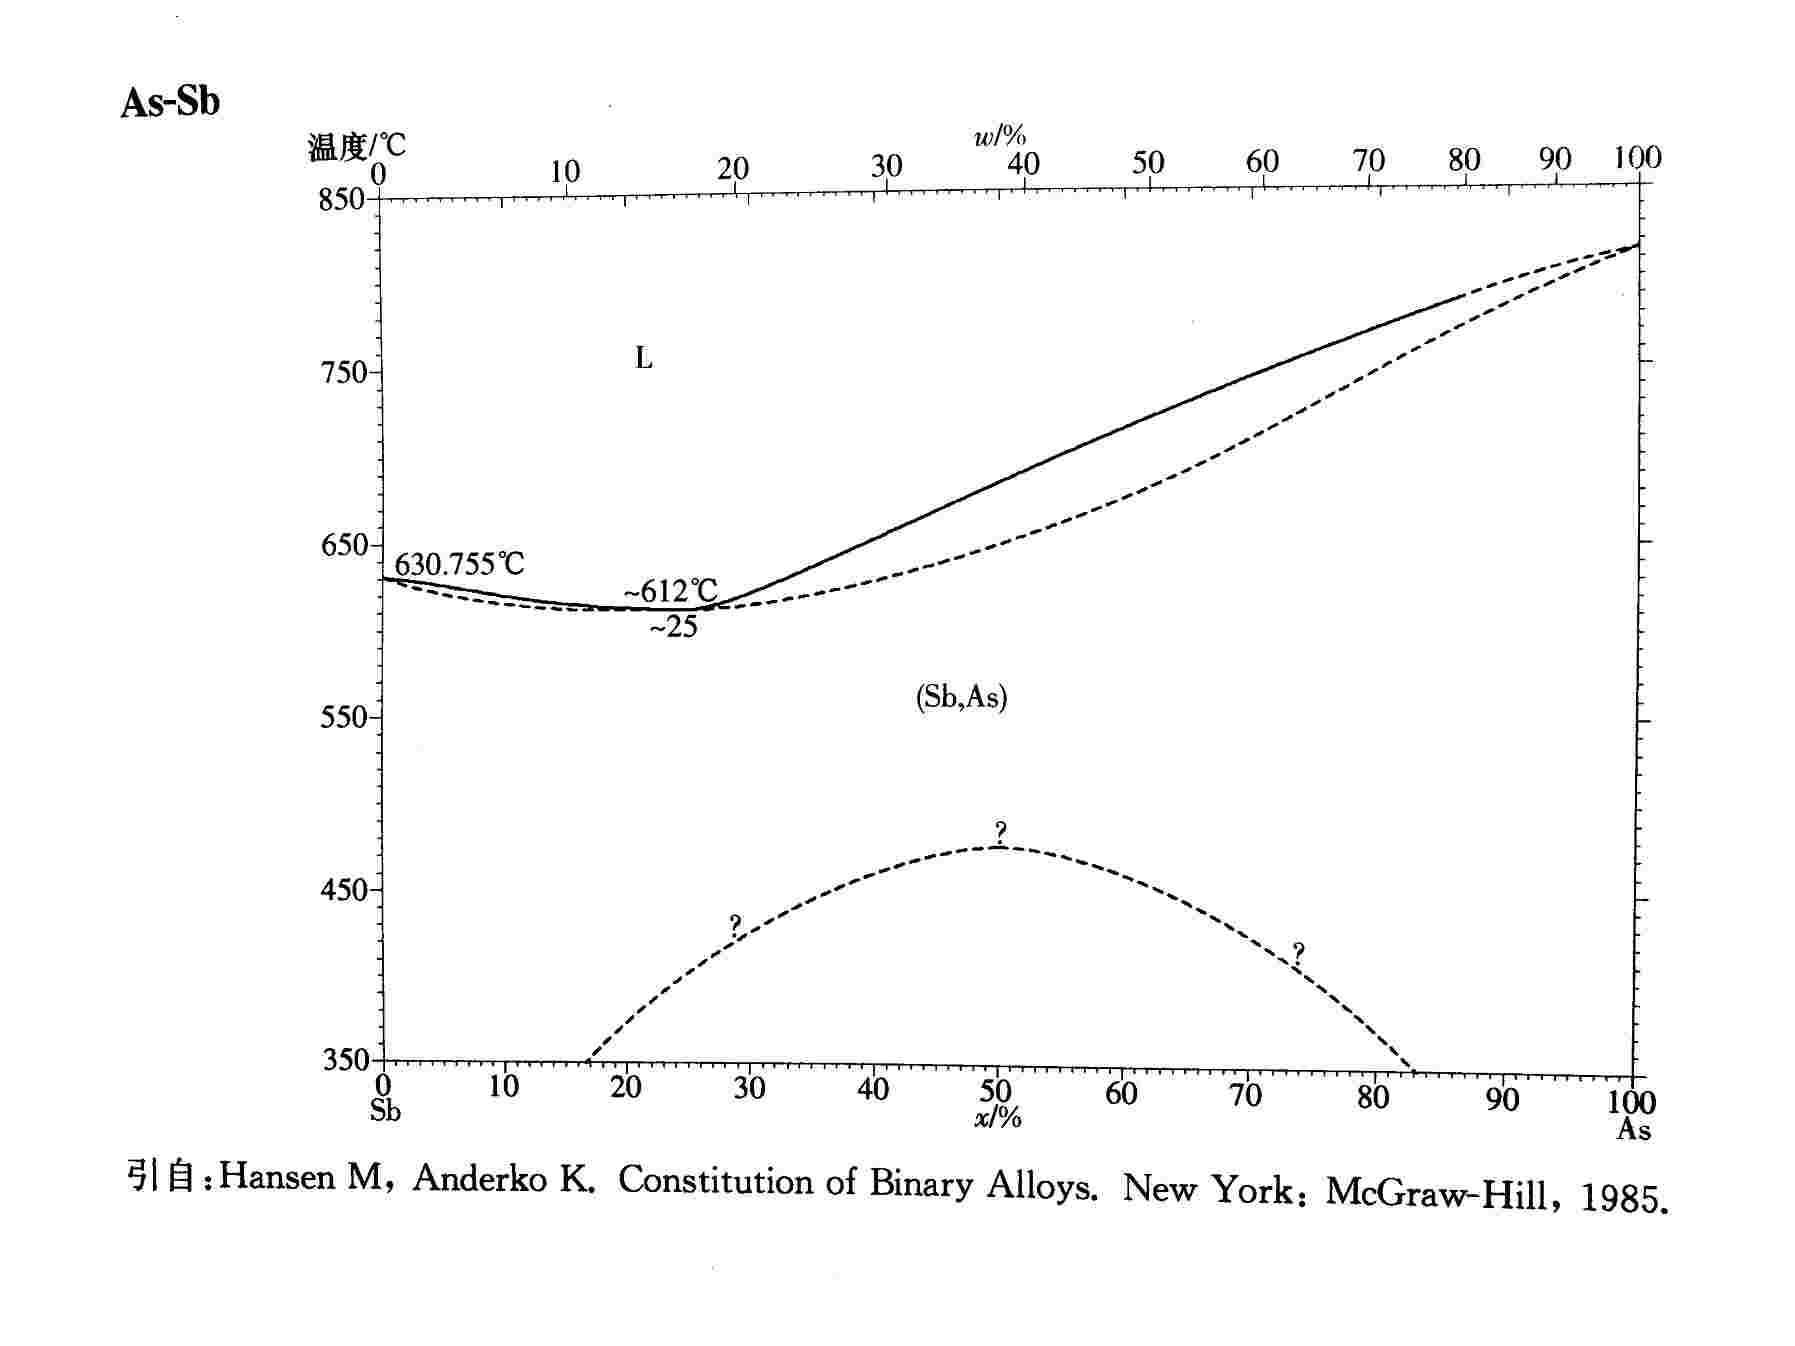 As-Sb
温度/℃
w/%
0 10 20 30 40 50 60 70 80 90 100
850
L
750
650
630.755℃
~612℃
~25
(Sb,As)
550
?
450
? ?
350
0 10 20 30 40 50 60 70 80 90 100
Sb x/% As
引自:Hansen M, Anderko K. Constitution of Binary Alloys. New York: McGraw-Hill, 1985.